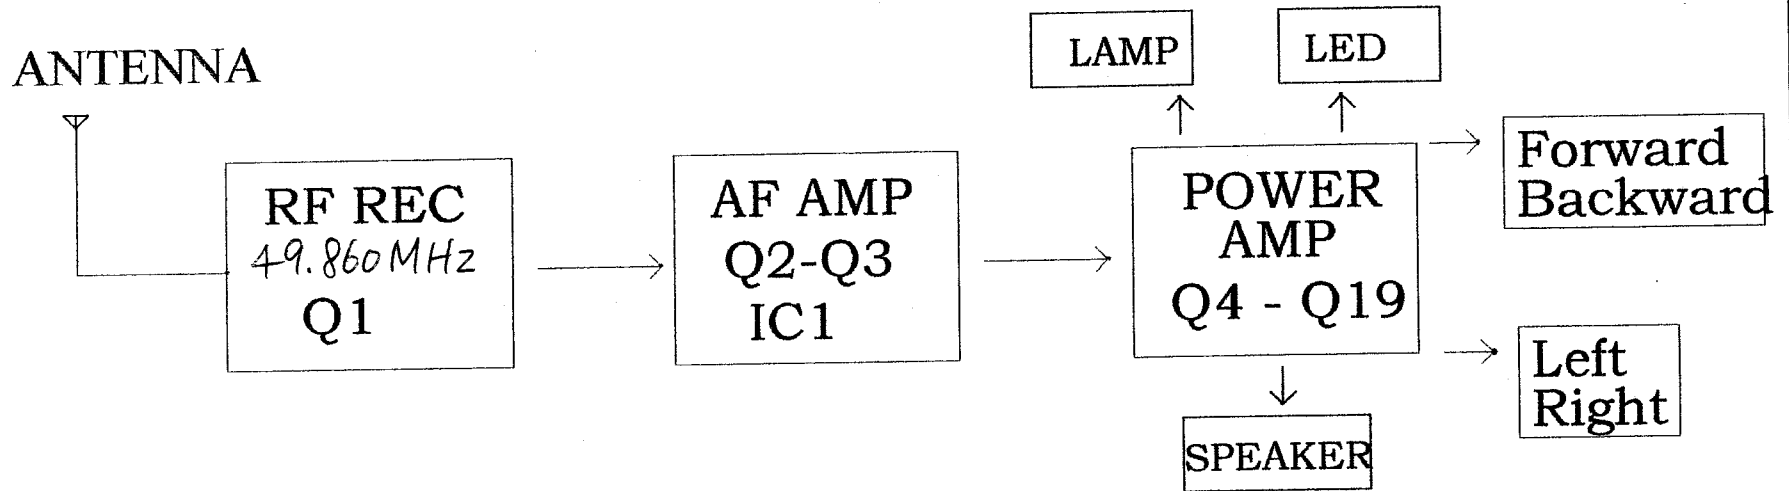 ANTENNA
RF REC
49.860MHz
Q1
AF AMP
Q2-Q3
IC1
LAMP
LED
POWER
AMP
Q4 - Q19
Forward
Backward
Left
Right
SPEAKER